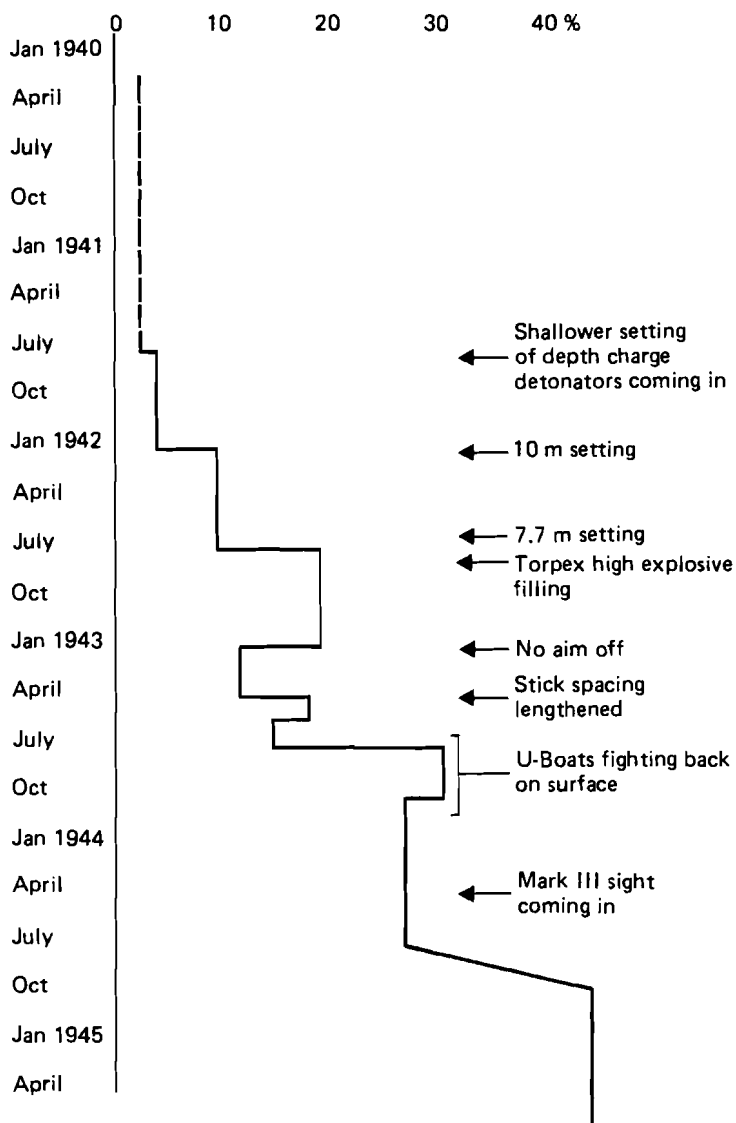 0 10 20 30 40 %
Jan 1940
April
July
Oct
Jan 1941
April
July
Shallower setting
of depth charge
detonators coming in
Oct
Jan 1942
10 m setting
April
July
7.7 m setting
Torpex high explosive
filling
Oct
Jan 1943
No aim off
April
Stick spacing
lengthened
July
U-Boats fighting back
on surface
Oct
Jan 1944
April
Mark III sight
coming in
July
Oct
Jan 1945
April